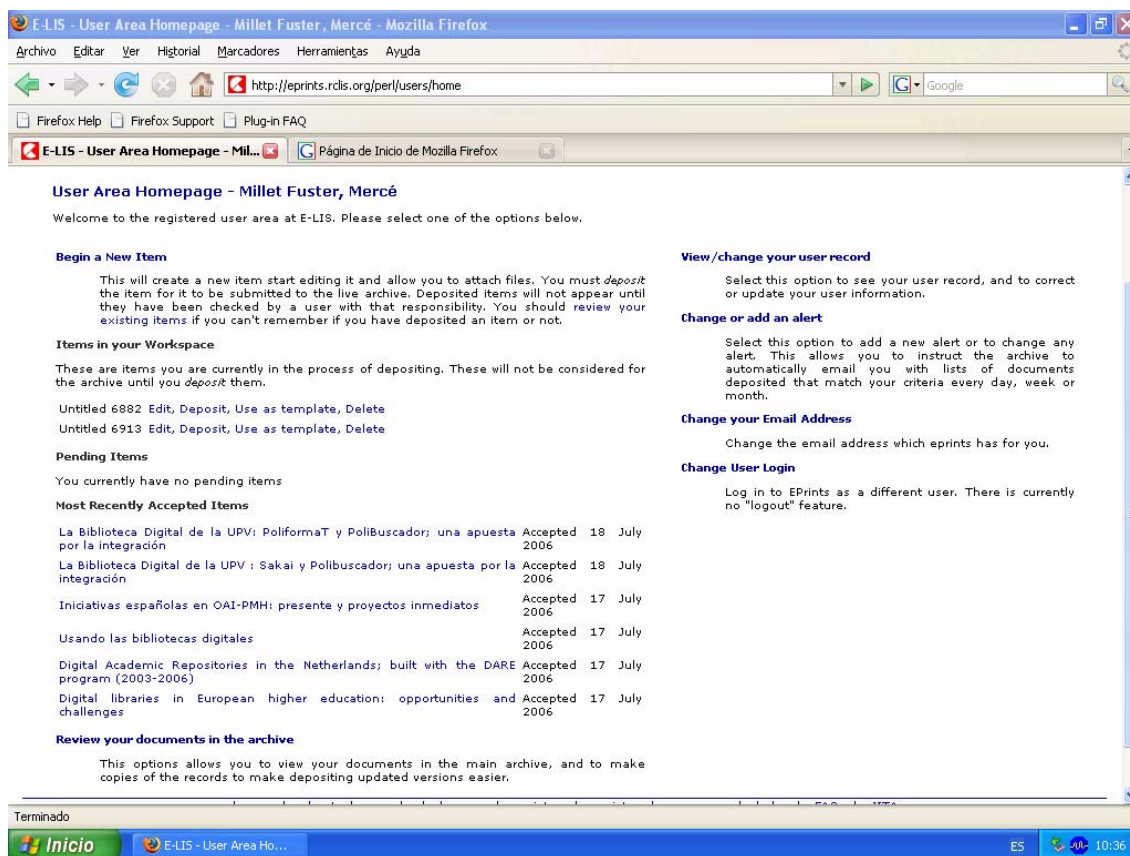 E-LIS - User Area Homepage - Millet Fuster, Mercé - Mozilla Firefox
Archivo Editar Ver Historial Marcadores Herramientas Ayuda
http://eprints.rclis.org/perl/users/home
G Google
Firefox Help Firefox Support Plug-in FAQ
E-LIS - User Area Homepage - Mil... G Página de Inicio de Mozilla Firefox
User Area Homepage - Millet Fuster, Mercé
Welcome to the registered user area at E-LIS. Please select one of the options below.
Begin a New Item
This will create a new item start editing it and allow you to attach files. You must deposit
the item for it to be submitted to the live archive. Deposited items will not appear until
they have been checked by a user with that responsibility. You should review your
existing items if you can't remember if you have deposited an item or not.
Items in your Workspace
These are items you are currently in the process of depositing. These will not be considered for
the archive until you deposit them.
Untitled 6882 Edit, Deposit, Use as template, Delete
Untitled 6913 Edit, Deposit, Use as template, Delete
Pending Items
You currently have no pending items
Most Recently Accepted Items
La Biblioteca Digital de la UPV: PoliformaT y PoliBuscador; una apuesta Accepted 18 July
por la integración 2006
La Biblioteca Digital de la UPV : Sakai y Polibuscador; una apuesta por la Accepted 18 July
integración 2006
Iniciativas españolas en OAI-PMH: presente y proyectos inmediatos Accepted 17 July
2006
Usando las bibliotecas digitales Accepted 17 July
2006
Digital Academic Repositories in the Netherlands; built with the DARE Accepted 17 July
program (2003-2006) 2006
Digital libraries in European higher education: opportunities and Accepted 17 July
challenges 2006
Review your documents in the archive
This options allows you to view your documents in the main archive, and to make
copies of the records to make depositing updated versions easier.
View/change your user record
Select this option to see your user record, and to correct
or update your user information.
Change or add an alert
Select this option to add a new alert or to change any
alert. This allows you to instruct the archive to
automatically email you with lists of documents
deposited that match your criteria every day, week or
month.
Change your Email Address
Change the email address which eprints has for you.
Change User Login
Log in to EPrints as a different user. There is currently
no "logout" feature.
Terminado
Inicio E-LIS - User Area Ho... ES 10:36